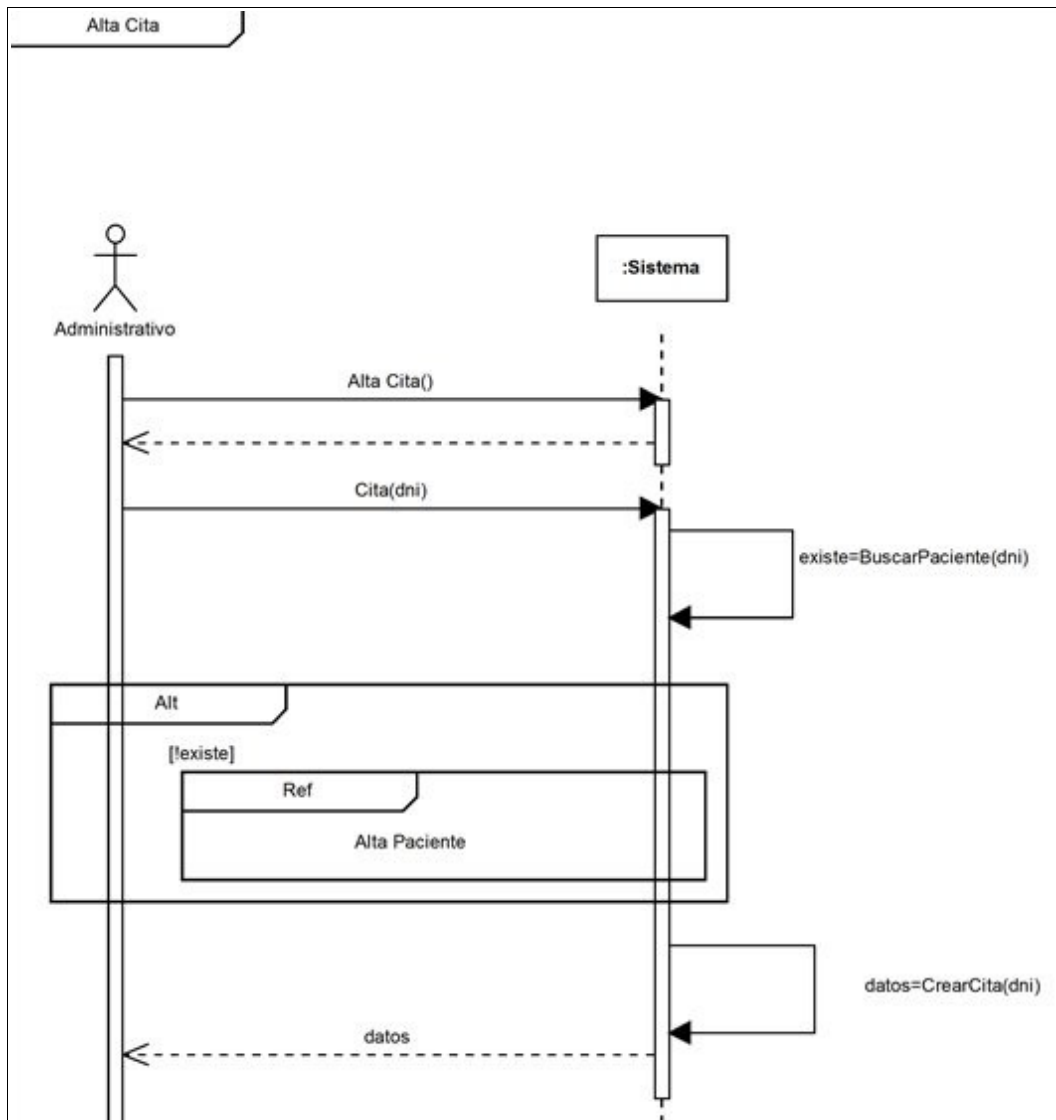 Alta Cita
:Sistema
Administrativo
Alta Cita()
Cita(dni)
existe=BuscarPaciente(dni)
Alt
[!existe]
Ref
Alta Paciente
datos=CrearCita(dni)
datos